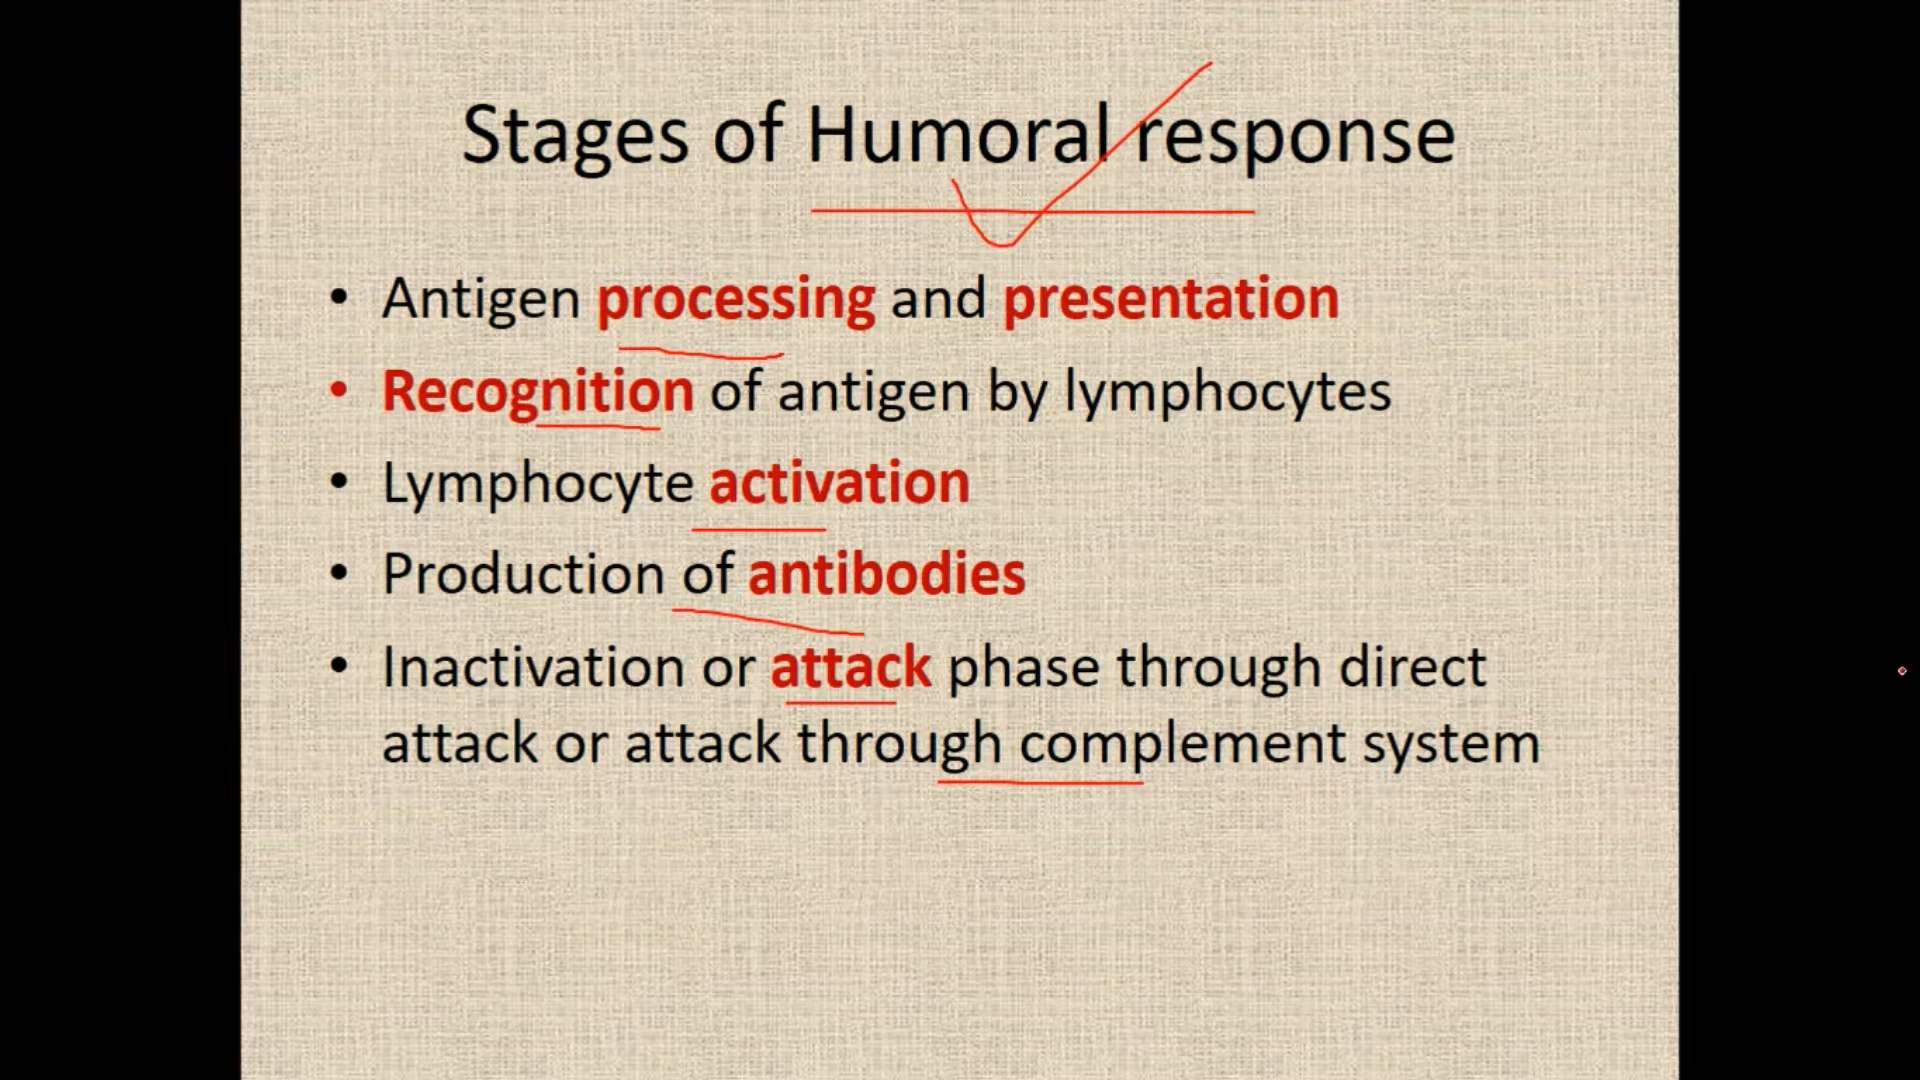 Stages of Humoral response
• Antigen processing and presentation
• Recognition of antigen by lymphocytes
• Lymphocyte activation
• Production of antibodies
• Inactivation or attack phase through direct
attack or attack through complement system